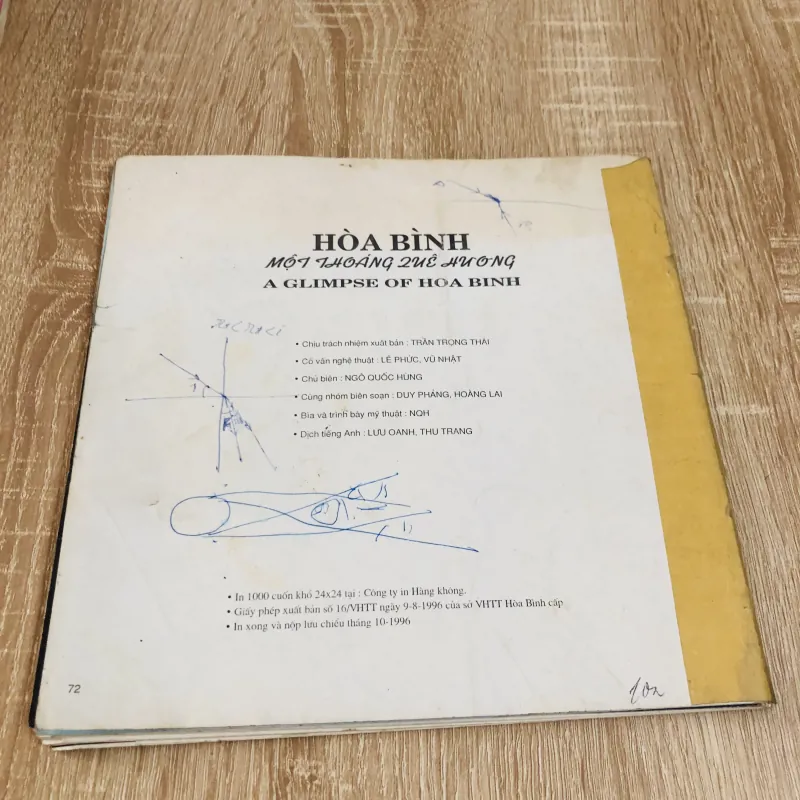 HÒA BÌNH
MỘT THOÁNG QUÊ HƯƠNG
A GLIMPSE OF HOA BINH
• Chịu trách nhiệm xuất bản : TRẦN TRỌNG THÁI
• Cố vấn nghệ thuật : LÊ PHỨC, VŨ NHẬT
• Chủ biên : NGÔ QUỐC HÙNG
• Cùng nhóm biên soạn : DUY PHÁNG, HOÀNG LAI
• Bìa và trình bày mỹ thuật : NQH
• Dịch tiếng Anh : LƯU OANH, THU TRANG
• In 1000 cuốn khổ 24x24 tại : Công ty in Hàng không.
• Giấy phép xuất bản số 16/VHTT ngày 9-8-1996 của sở VHTT Hòa Bình cấp
• In xong và nộp lưu chiểu tháng 10-1996
72